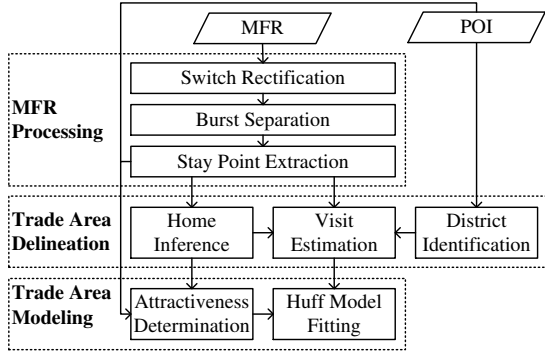 MFR
POI
MFR
Processing
Switch Rectification
Burst Separation
Stay Point Extraction
Trade Area
Delineation
Home
Inference
Visit
Estimation
District
Identification
Trade Area
Modeling
Attractiveness
Determination
Huff Model
Fitting